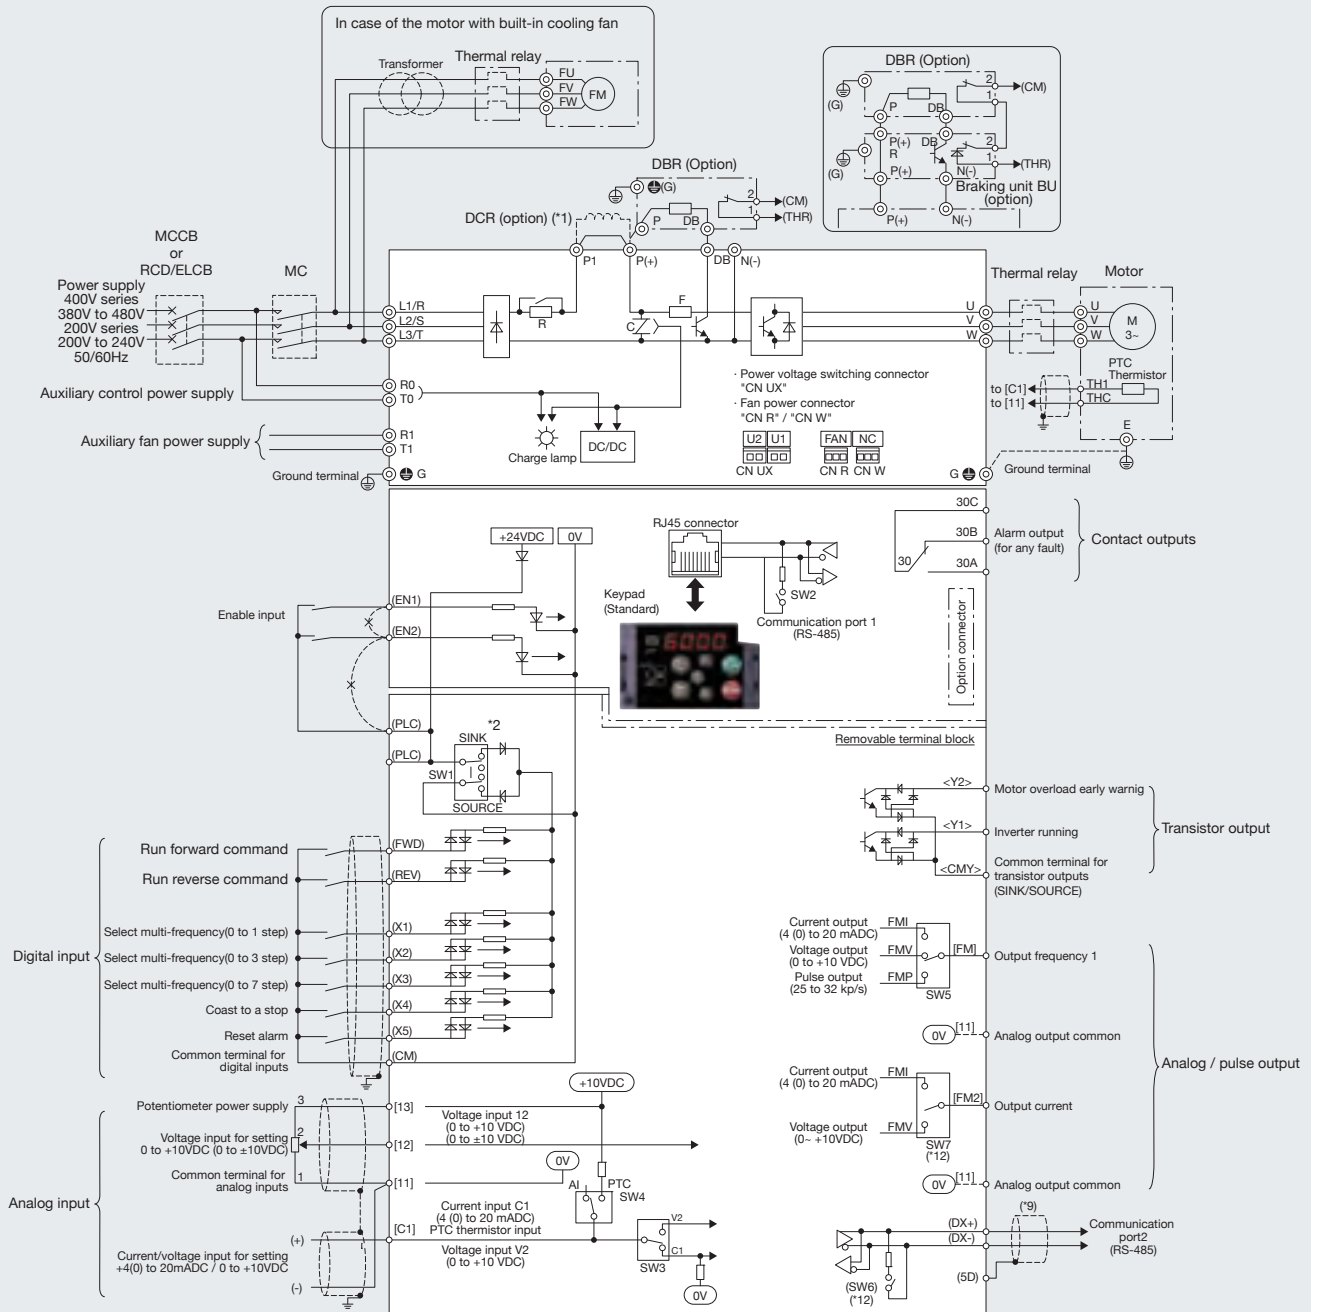 In case of the motor with built-in cooling fan
Transformer
Thermal relay
FU
FV
FW
FM
DBR (Option)
(G)
P
DB
2
1
(CM)
(G)
P(+)
R
DB
2
1
(THR)
P(+)
N(-)
Braking unit BU
(option)
P(+)
N(-)
DBR (Option)
(G)
P
DB
2
1
(CM)
(THR)
DCR (option) (*1)
P1
P(+)
DB
N(-)
MCCB
or
RCD/ELCB
MC
Power supply
400V series
380V to 480V
200V series
200V to 240V
50/60Hz
L1/R
L2/S
L3/T
R
C
F
U
V
W
Thermal relay
Motor
U
V
W
M
3~
PTC
Thermistor
to [C1]
to [11]
TH1
THC
E
Auxiliary control power supply
R0
T0
Auxiliary fan power supply
R1
T1
Ground terminal
G
Charge lamp
DC/DC
· Power voltage switching connector
"CN UX"
· Fan power connector
"CN R" / "CN W"
U2
U1
FAN
NC
CN UX
CN R
CN W
G
Ground terminal
+24VDC
0V
RJ45 connector
Keypad
(Standard)
SW2
Communication port 1
(RS-485)
6000
30C
30B
30
30A
Alarm output
(for any fault)
Contact outputs
Option connector
Enable input
(EN1)
(EN2)
(PLC)
(PLC)
*2
SINK
SW1
SOURCE
Removable terminal block
<Y2>
Motor overload early warnig
<Y1>
Inverter running
<CMY>
Common terminal for
transistor outputs
(SINK/SOURCE)
Transistor output
Digital input
Run forward command
(FWD)
Run reverse command
(REV)
Select multi-frequency(0 to 1 step)
(X1)
Select multi-frequency(0 to 3 step)
(X2)
Select multi-frequency(0 to 7 step)
(X3)
Coast to a stop
(X4)
Reset alarm
(X5)
Common terminal for
digital inputs
(CM)
Current output
(4 (0) to 20 mADC)
FMI
Voltage output
(0 to +10 VDC)
FMV
Pulse output
(25 to 32 kp/s)
FMP
SW5
[FM]
Output frequency 1
0V
[11]
Analog output common
Current output
(4 (0) to 20 mADC)
FMI
[FM2]
Output current
Voltage output
(0~ +10VDC)
FMV
SW7
(*12)
0V
[11]
Analog output common
Analog / pulse output
Analog input
Potentiometer power supply
3
[13]
Voltage input for setting
0 to +10VDC (0 to ±10VDC)
2
[12]
Common terminal for
analog inputs
1
[11]
+10VDC
Voltage input 12
(0 to +10 VDC)
(0 to ±10 VDC)
0V
AI
PTC
SW4
Current input C1
(4 (0) to 20 mADC)
PTC thermistor input
Voltage input V2
(0 to +10 VDC)
[C1]
(+)
Current/voltage input for setting
+4(0) to 20mADC / 0 to +10VDC
(-)
V2
C1
SW3
0V
(SW6)
(*12)
(DX+)
(DX-)
(5D)
(*9)
Communication
port2
(RS-485)